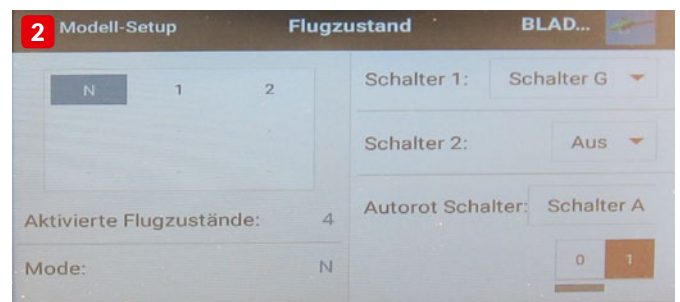 2 Modell-Setup Flugzustand BLAD...
N 1 2
Schalter 1: Schalter G
Schalter 2: Aus
Aktivierte Flugzustände: 4
Autorot Schalter: Schalter A
0 1
Mode: N